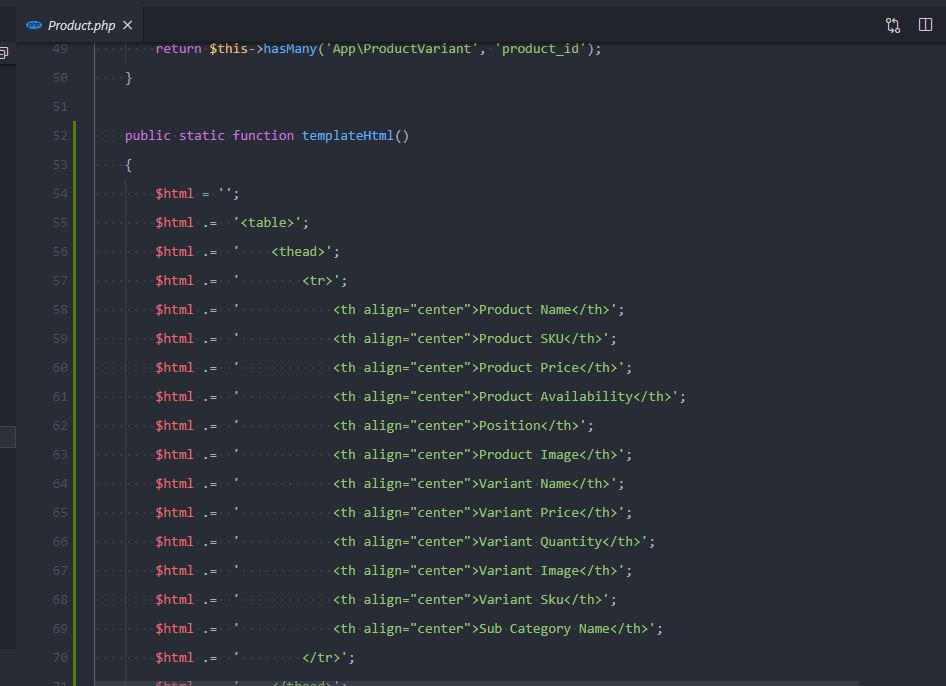 php Product.php ×
49 return $this->hasMany('App\ProductVariant', 'product_id');
50 }
51
52 public static function templateHtml()
53 {
54 $html = '';
55 $html .= '<table>';
56 $html .= ' <thead>';
57 $html .= ' <tr>';
58 $html .= ' <th align="center">Product Name</th>';
59 $html .= ' <th align="center">Product SKU</th>';
60 $html .= ' <th align="center">Product Price</th>';
61 $html .= ' <th align="center">Product Availability</th>';
62 $html .= ' <th align="center">Position</th>';
63 $html .= ' <th align="center">Product Image</th>';
64 $html .= ' <th align="center">Variant Name</th>';
65 $html .= ' <th align="center">Variant Price</th>';
66 $html .= ' <th align="center">Variant Quantity</th>';
67 $html .= ' <th align="center">Variant Image</th>';
68 $html .= ' <th align="center">Variant Sku</th>';
69 $html .= ' <th align="center">Sub Category Name</th>';
70 $html .= ' </tr>';
71 $html .= ' </thead>';